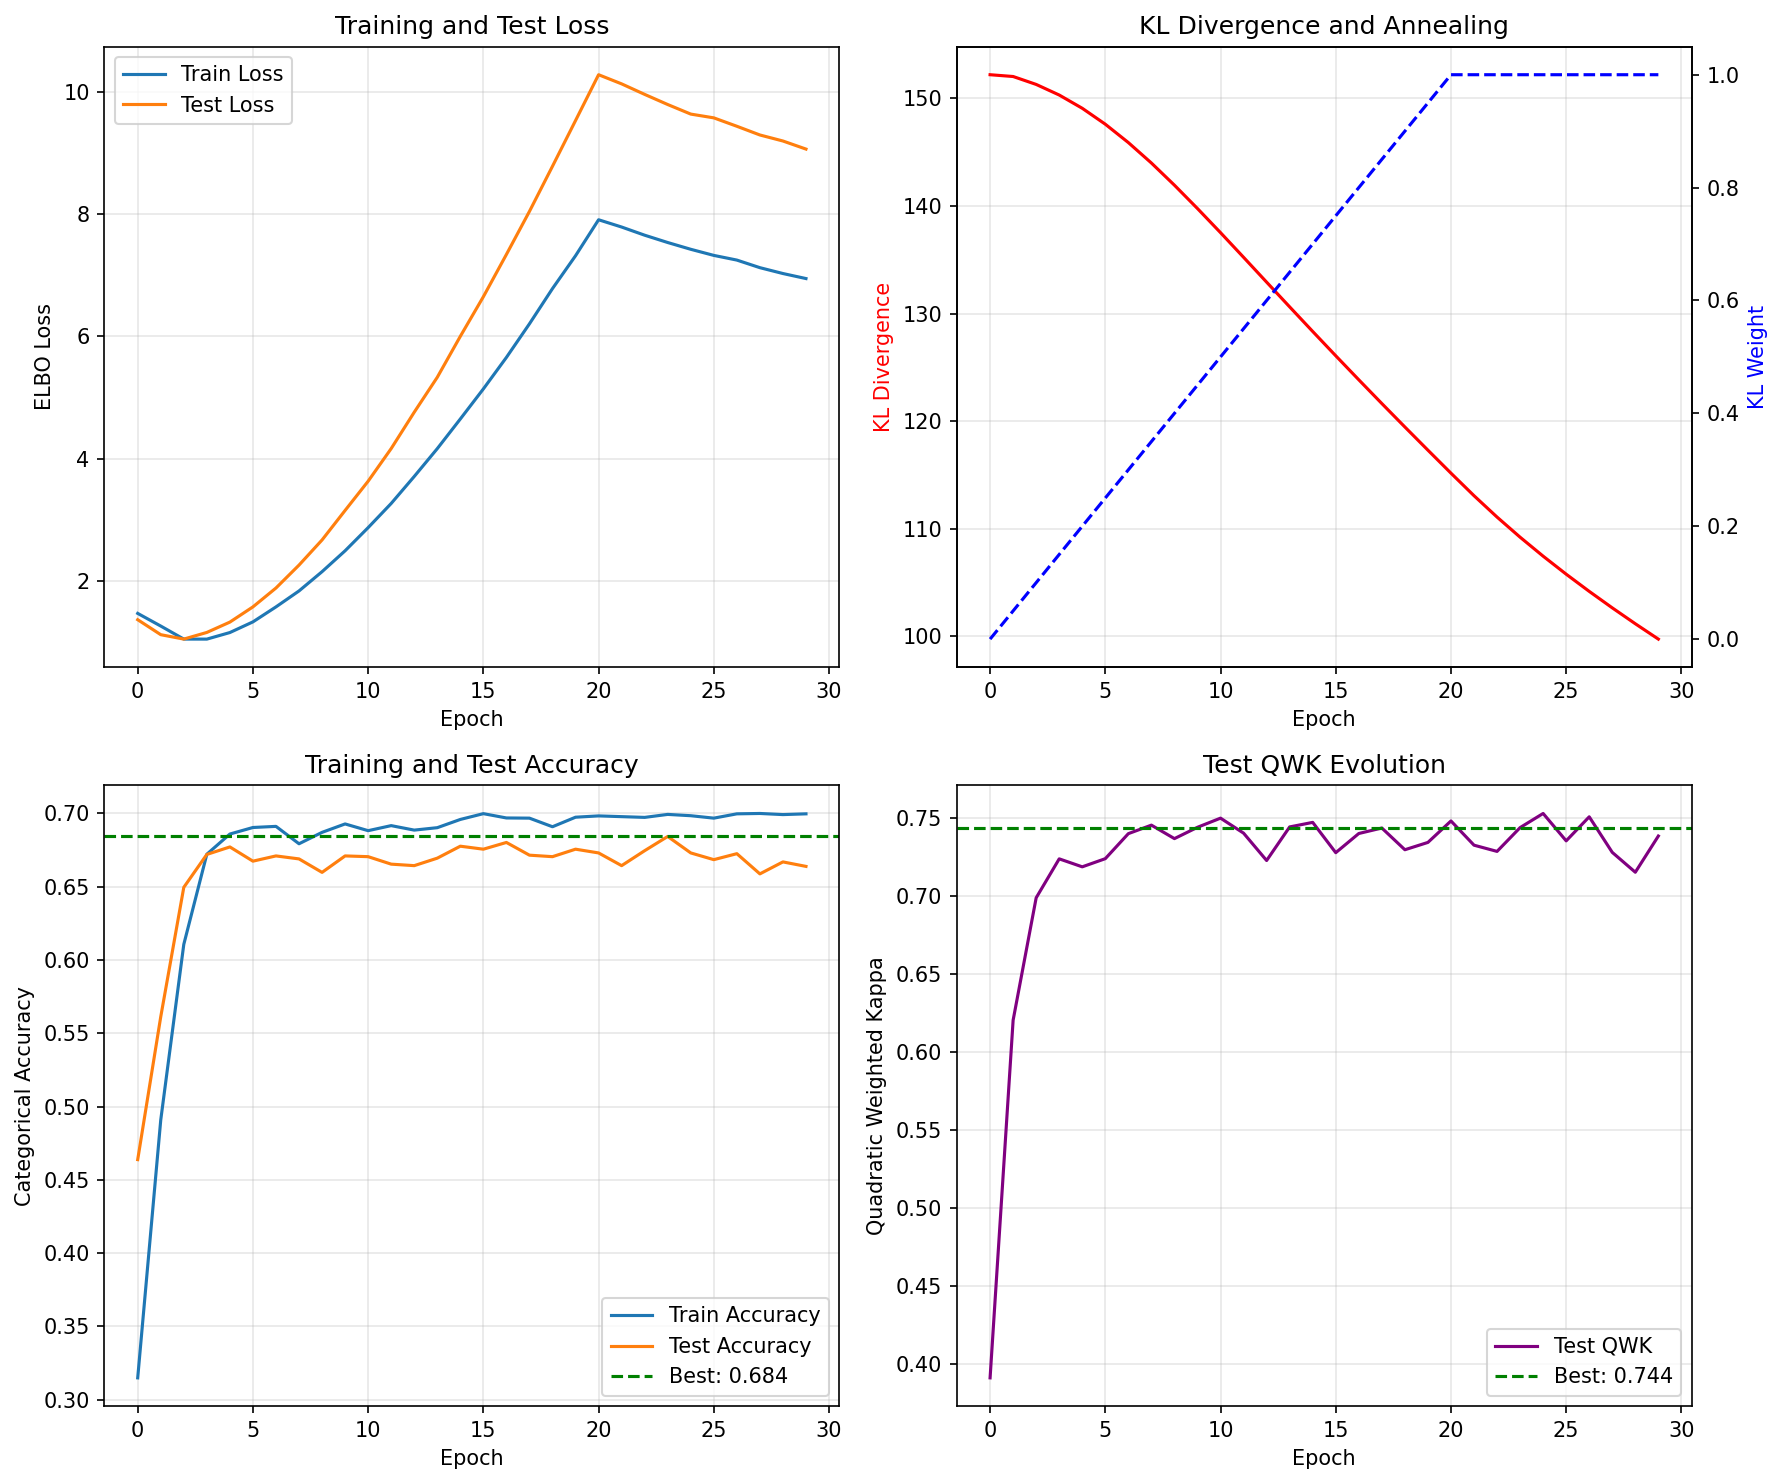 Training and Test Loss
Train Loss
Test Loss
ELBO Loss
10
8
6
4
2
0 5 10 15 20 25 30
Epoch
KL Divergence and Annealing
KL Divergence
150
140
130
120
110
100
1.0
0.8
0.6
0.4
0.2
0.0
KL Weight
0 5 10 15 20 25 30
Epoch
Training and Test Accuracy
Categorical Accuracy
0.70
0.65
0.60
0.55
0.50
0.45
0.40
0.35
0.30
Train Accuracy
Test Accuracy
Best: 0.684
0 5 10 15 20 25 30
Epoch
Test QWK Evolution
Quadratic Weighted Kappa
0.75
0.70
0.65
0.60
0.55
0.50
0.45
0.40
Test QWK
Best: 0.744
0 5 10 15 20 25 30
Epoch